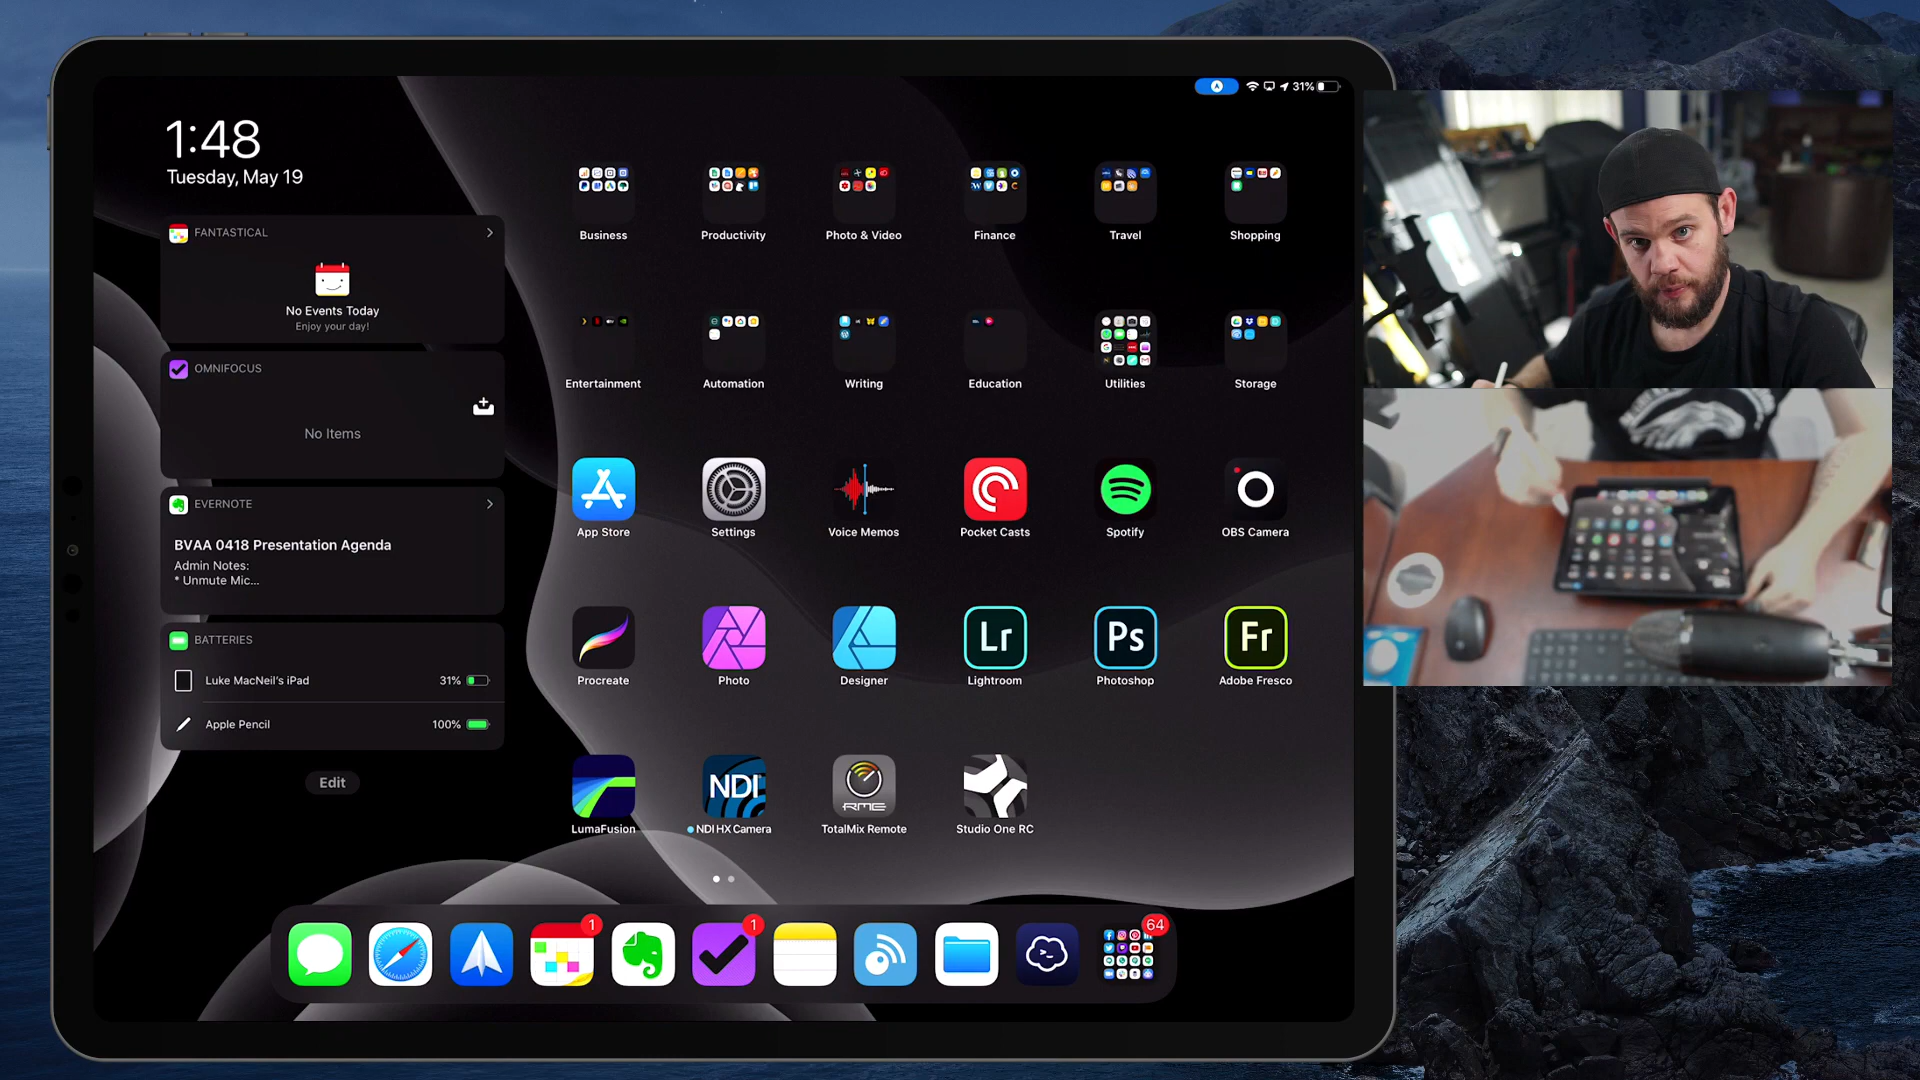 31%
1:48
Tuesday, May 19
FANTASTICAL
No Events Today
Enjoy your day!
OMNIFOCUS
No Items
EVERNOTE
BVAA 0418 Presentation Agenda
Admin Notes:
* Unmute Mic...
BATTERIES
Luke MacNeil's iPad 31%
Apple Pencil 100%
Edit
Business Productivity Photo & Video Finance Travel Shopping
Entertainment Automation Writing Education Utilities Storage
App Store Settings Voice Memos Pocket Casts Spotify OBS Camera
Lr Ps Fr
Procreate Photo Designer Lightroom Photoshop Adobe Fresco
NDI RME
LumaFusion NDI HX Camera TotalMix Remote Studio One RC
1 1 64